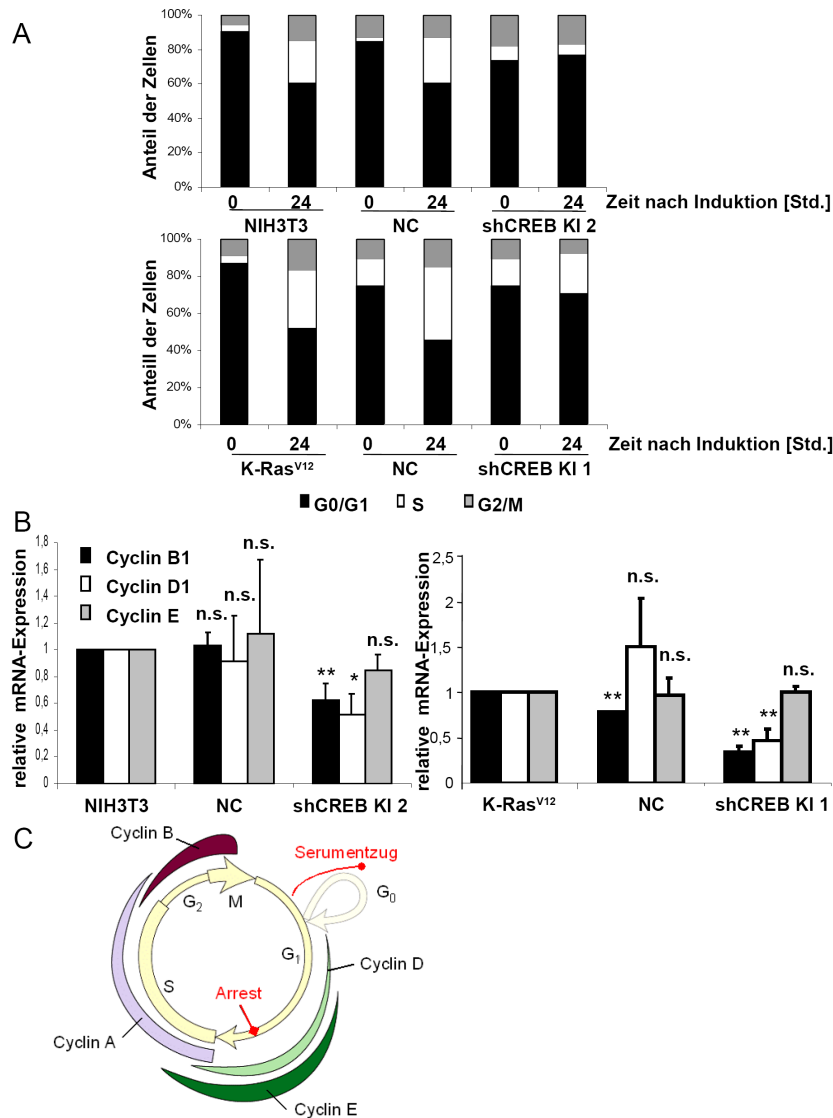 A
Anteil der Zellen
100%
80%
60%
40%
20%
0%
0 24 0 24 0 24 Zeit nach Induktion [Std.]
NIH3T3 NC shCREB Kl 2
Anteill der Zellen
100%
80%
60%
40%
20%
0%
0 24 0 24 0 24 Zeit nach Induktion [Std.]
K-RasV12 NC shCREB Kl 1
G0/G1 S G2/M
B
relative mRNA-Expression
1,8
1,6
1,4
1,2
1
0,8
0,6
0,4
0,2
0
Cyclin B1
Cyclin D1
Cyclin E
n.s. n.s. n.s.
** * n.s.
NIH3T3 NC shCREB Kl 2
relative mRNA-Expression
2,5
2
1,5
1
0,5
0
** n.s. n.s.
** ** n.s.
K-RasV12 NC shCREB Kl 1
C
Cyclin B
Serumentzug
G0
G2
M
G1
Cyclin D
S
Arrest
Cyclin A
Cyclin E